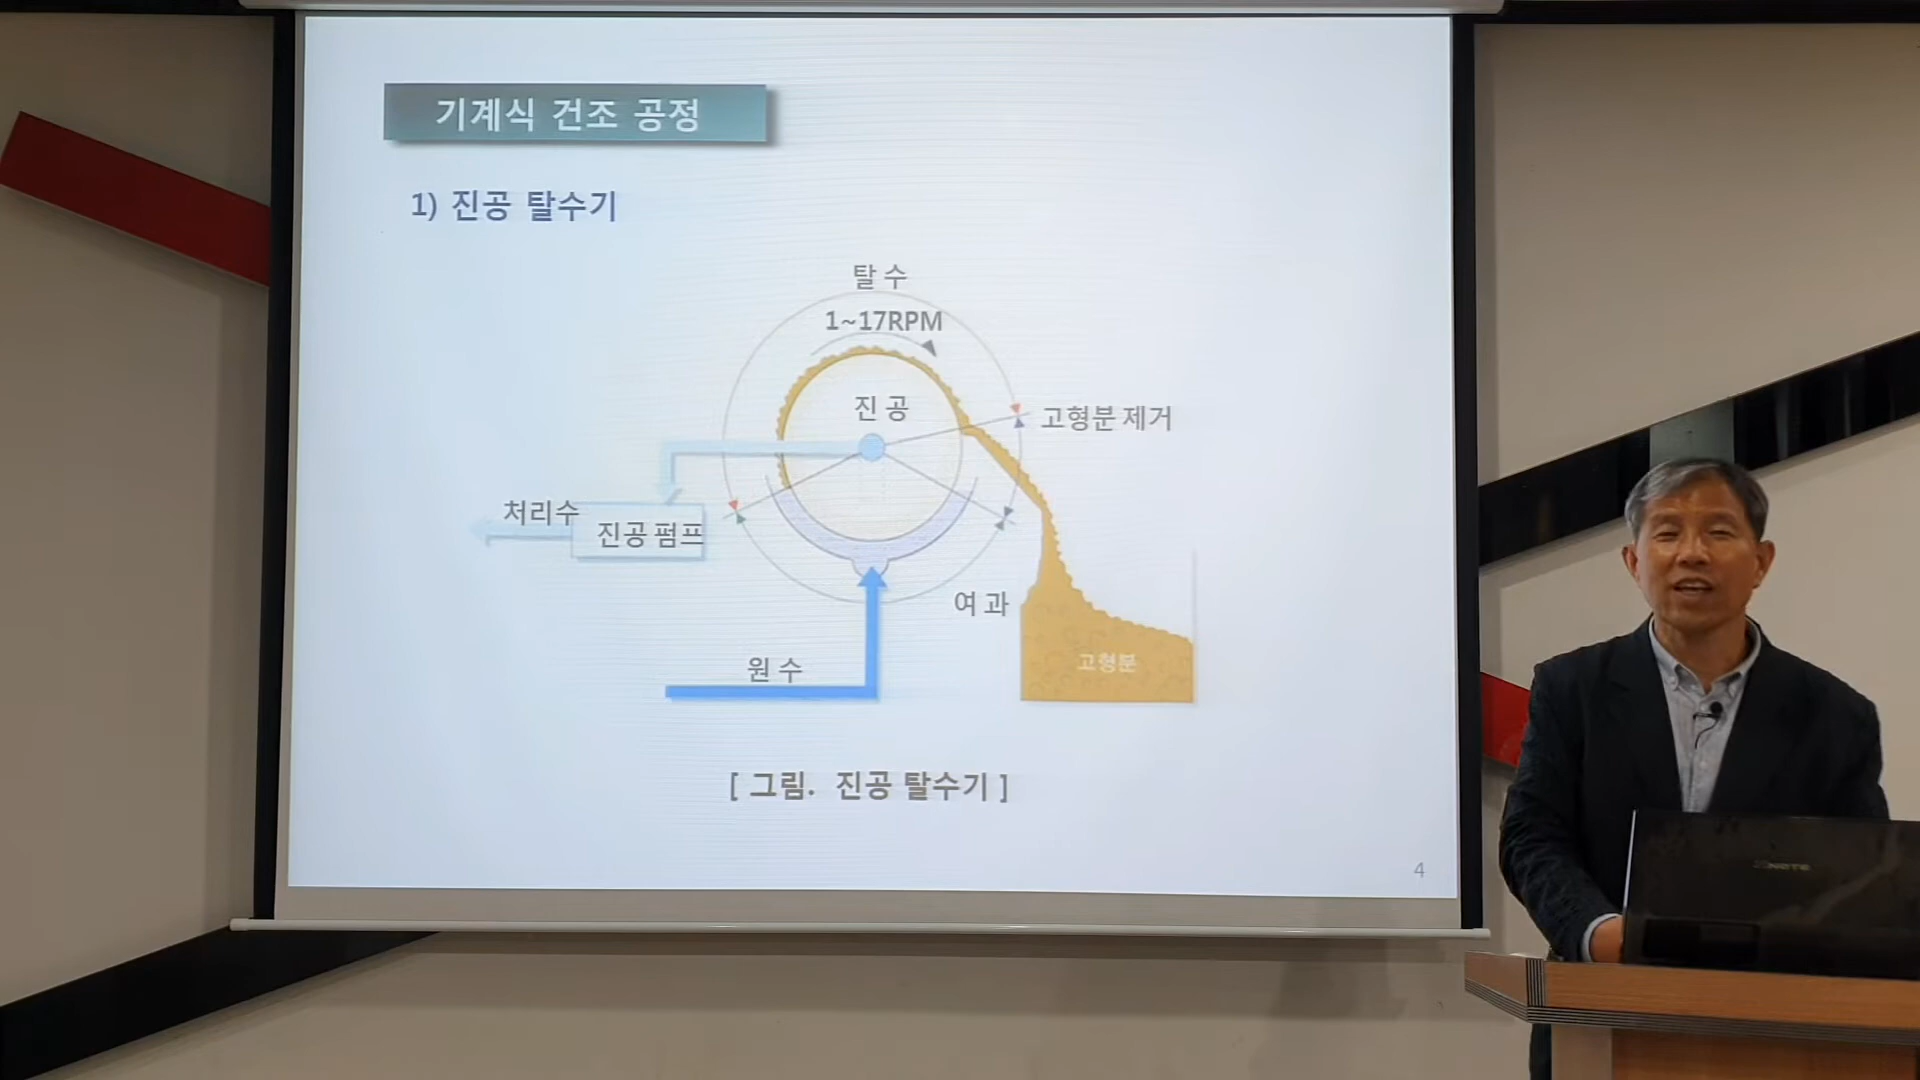 기계식 건조 공정
1) 진공 탈수기
탈 수
1~17RPM
진 공
고형분 제거
처리수
진공 펌프
여 과
원 수
고형분
[ 그림. 진공 탈수기 ]
4